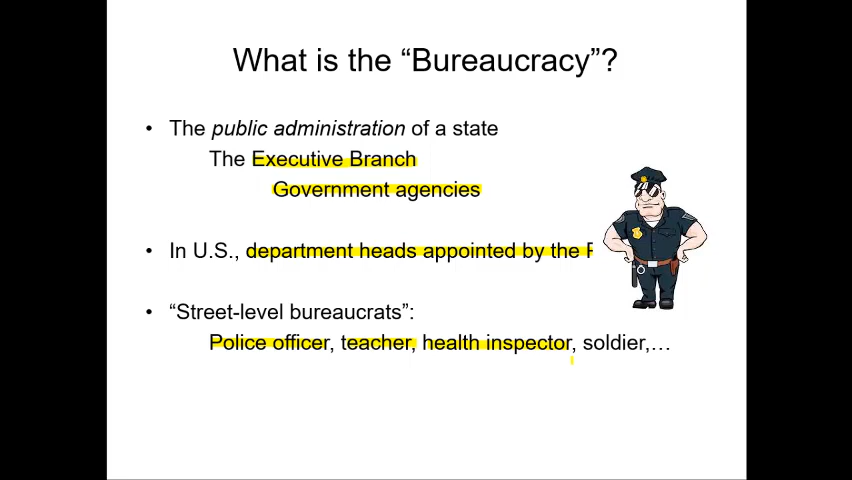 What is the “Bureaucracy”?
• The public administration of a state
The Executive Branch
Government agencies
• In U.S., department heads appointed by the
• “Street-level bureaucrats”:
Police officer, teacher, health inspector, soldier,…